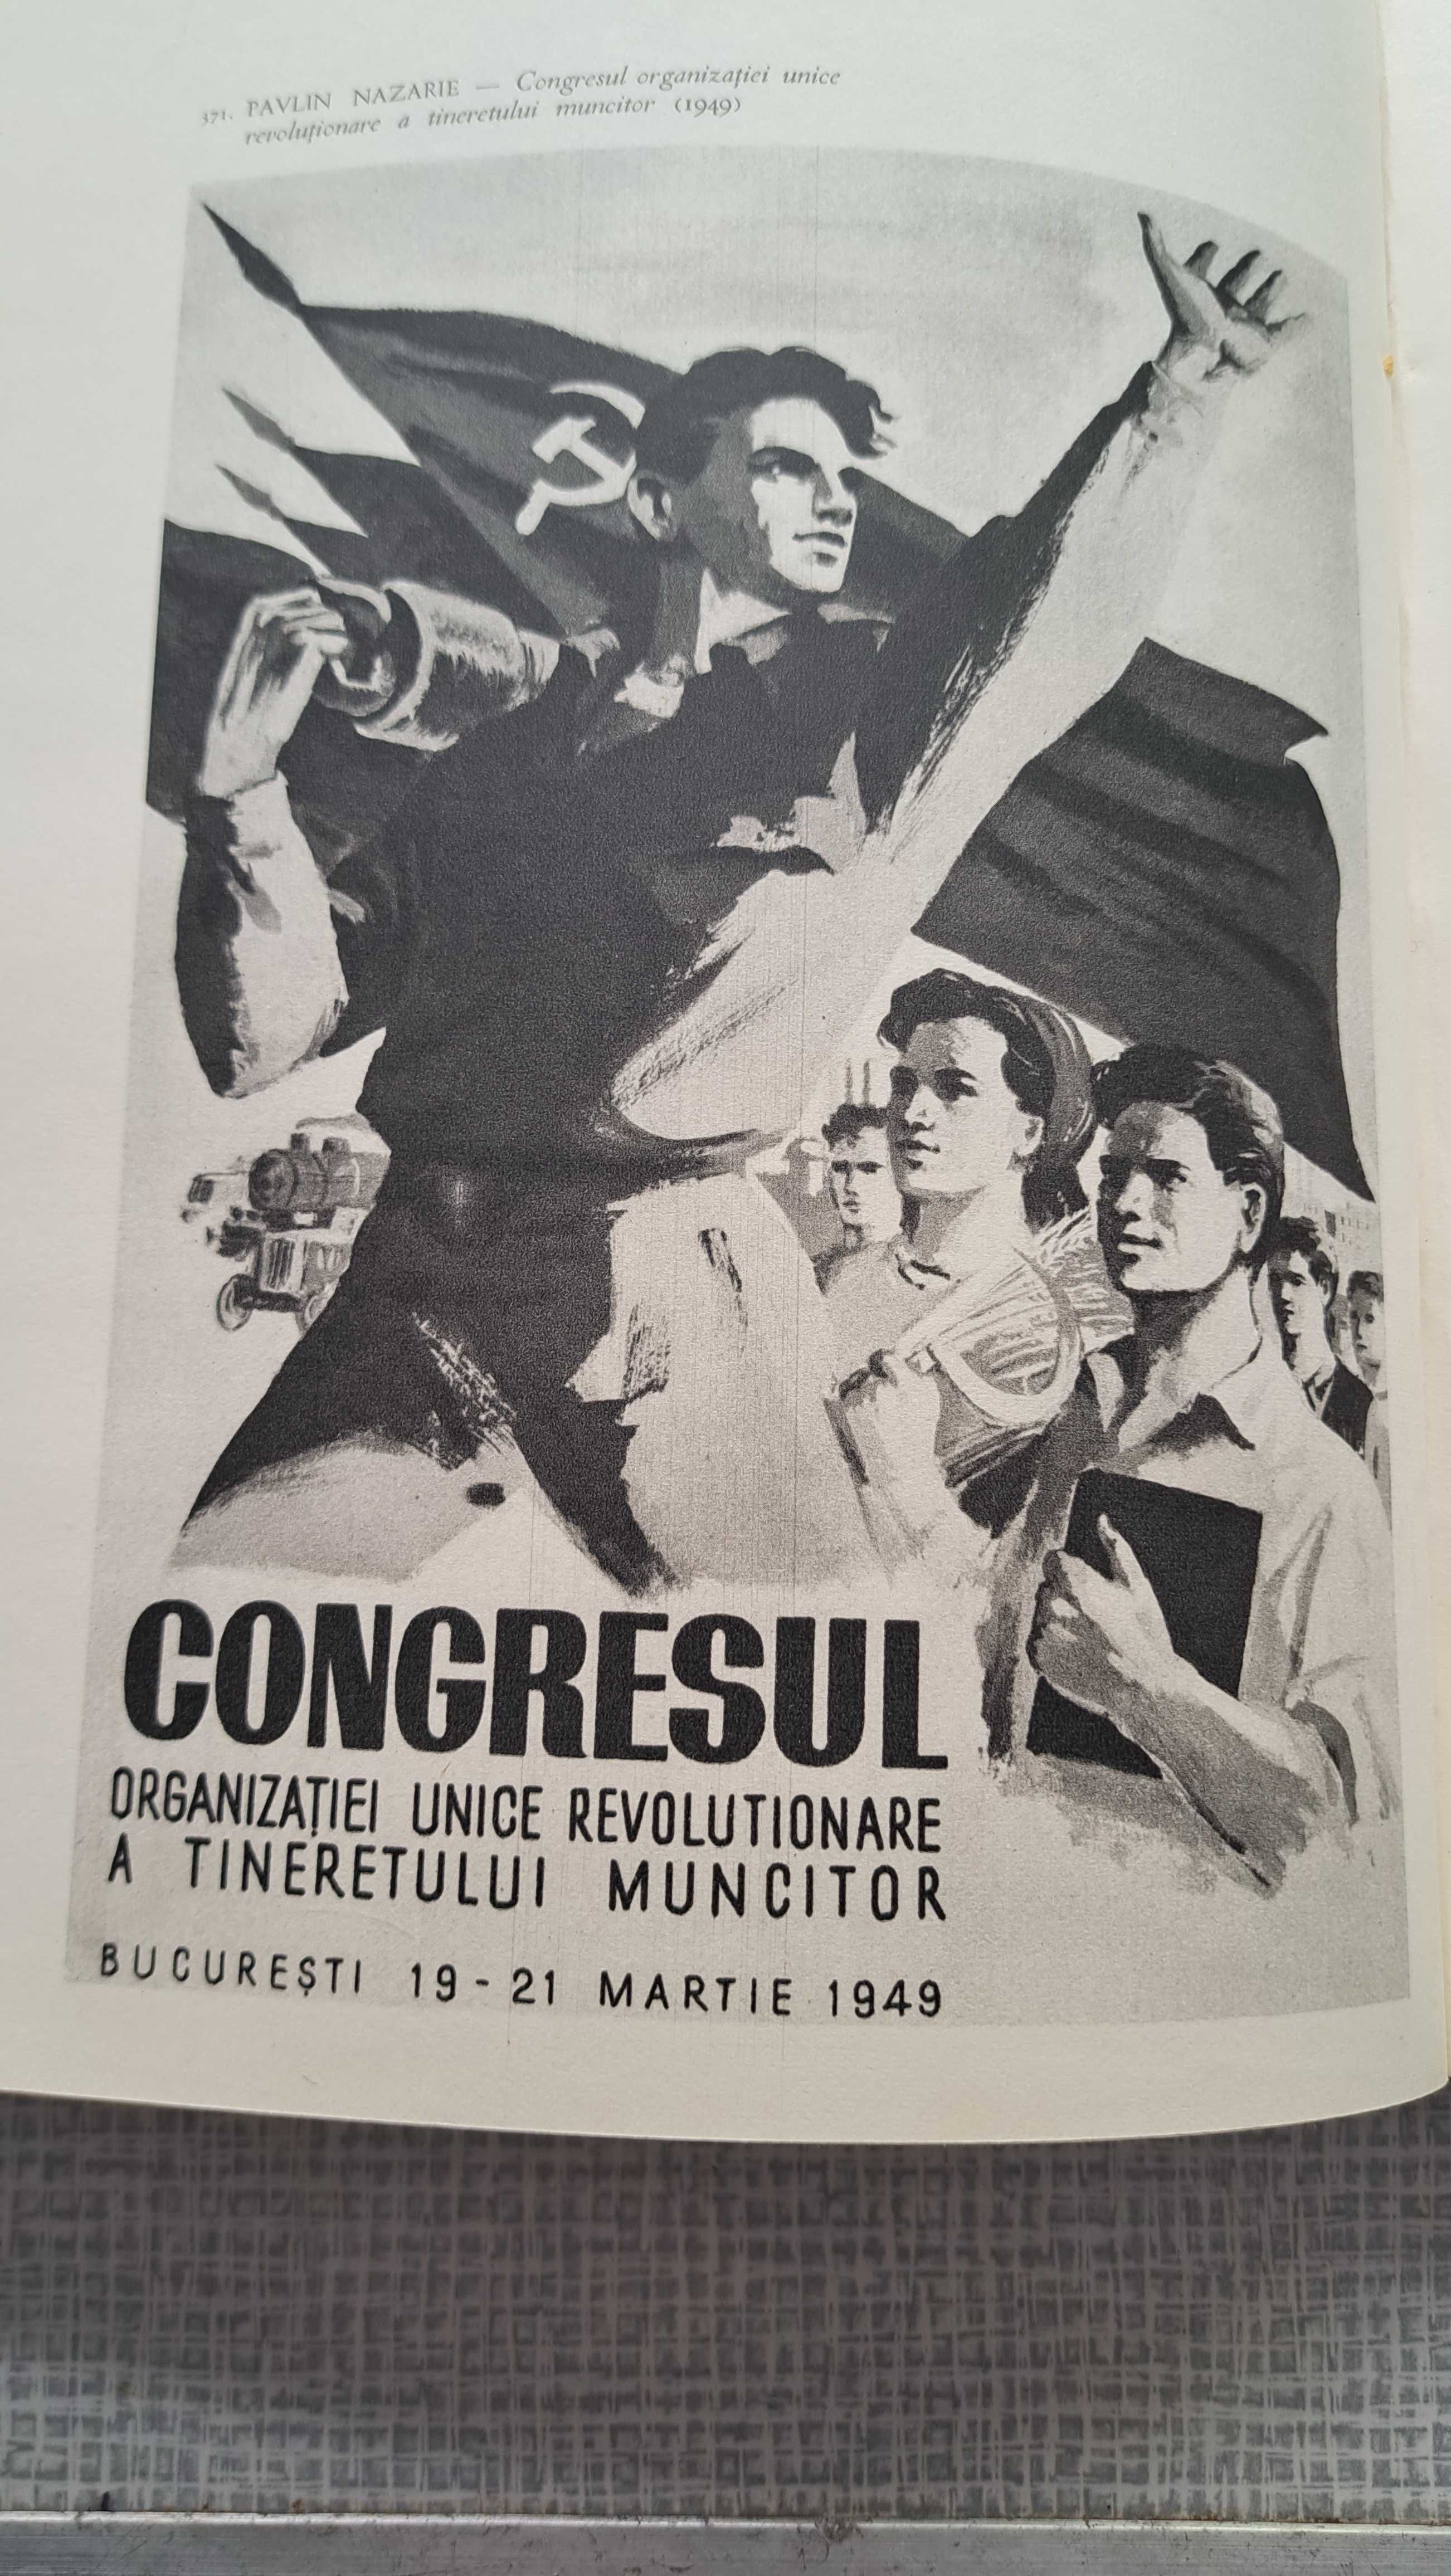 371. PAVLIN NAZARIE — Congresul organizației unice
revoluționare a tineretului muncitor (1949)
CONGRESUL
ORGANIZAȚIEI UNICE REVOLUTIONARE
A TINERETULUI MUNCITOR
BUCUREȘTI 19-21 MARTIE 1949